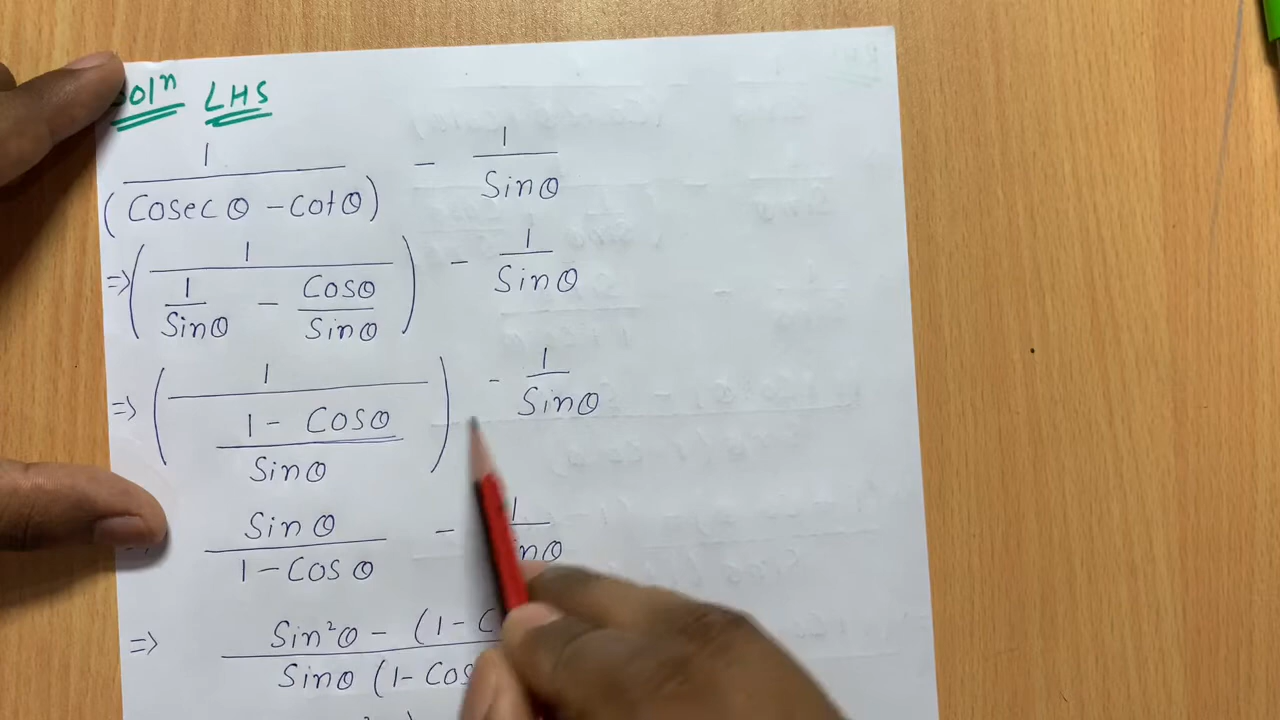 Solⁿ LHS
1/(Cosec θ - Cot θ) - 1/Sin θ
=> (1/(1/Sin θ - Cos θ/Sin θ)) - 1/Sin θ
=> (1/((1 - Cos θ)/Sin θ)) - 1/Sin θ
Sin θ/(1 - Cos θ) - 1/Sin θ
=> Sin²θ - (1 - C
Sin θ (1 - Cos